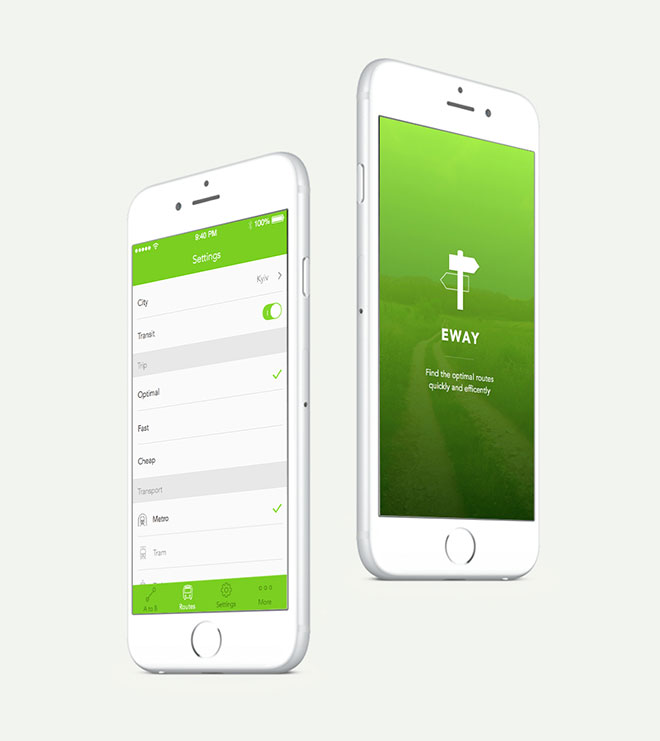 9:40 PM 100%
Settings
City Kyiv
Transit
Trip
Optimal
Fast
Cheap
Transport
Metro
Tram
A to B Routes Settings More
EWAY
Find the optimal routes
quickly and efficently